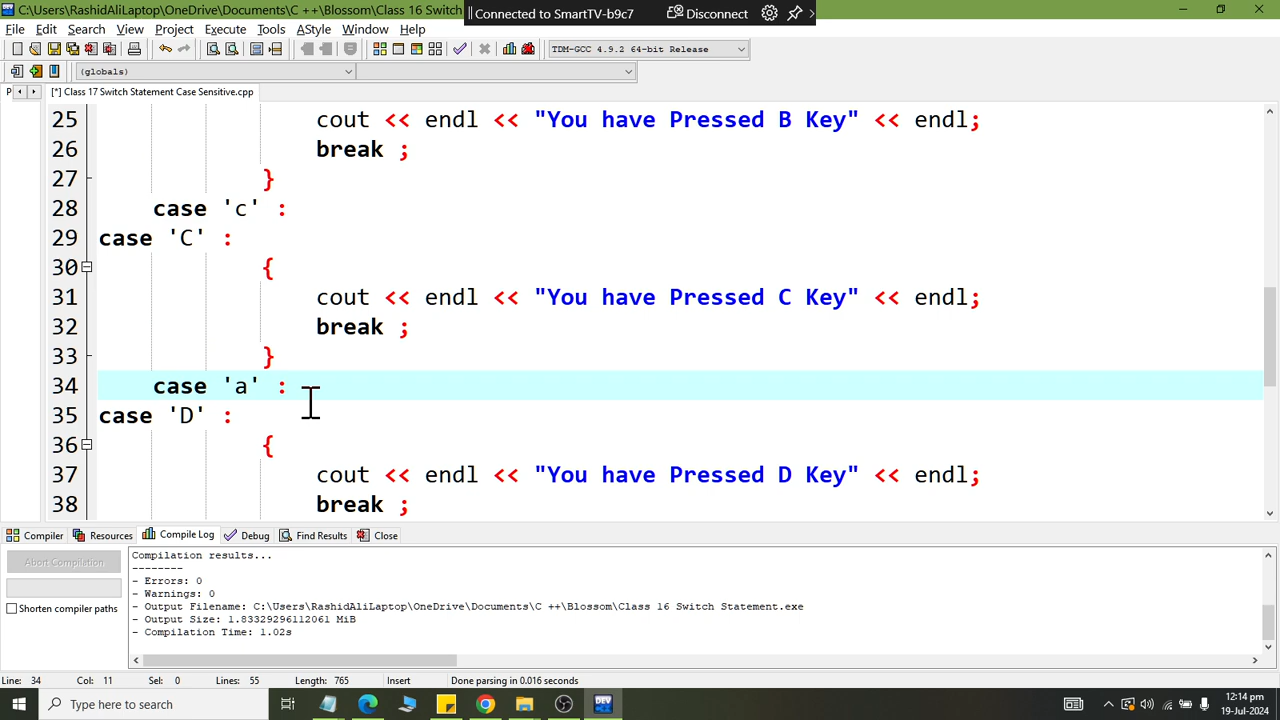 C:\Users\RashidAliLaptop\OneDrive\Documents\C ++\Blossom\Class 16 Switch
Connected to SmartTV-b9c7
Disconnect
File Edit Search View Project Execute Tools AStyle Window Help
TDM-GCC 4.9.2 64-bit Release
(globals)
P
[*] Class 17 Switch Statement Case Sensitive.cpp
25 cout << endl << "You have Pressed B Key" << endl;
26 break ;
27 }
28 case 'c' :
29 case 'C' :
30 {
31 cout << endl << "You have Pressed C Key" << endl;
32 break ;
33 }
34 case 'a' :
35 case 'D' :
36 {
37 cout << endl << "You have Pressed D Key" << endl;
38 break ;
Compiler Resources Compile Log Debug Find Results Close
Abort Compilation
Shorten compiler paths
Compilation results...
--------
- Errors: 0
- Warnings: 0
- Output Filename: C:\Users\RashidAliLaptop\OneDrive\Documents\C ++\Blossom\Class 16 Switch Statement.exe
- Output Size: 1.83329296112061 MiB
- Compilation Time: 1.02s
Line: 34 Col: 11 Sel: 0 Lines: 55 Length: 765 Insert Done parsing in 0.016 seconds
Type here to search
DEV
12:14 pm
19-Jul-2024